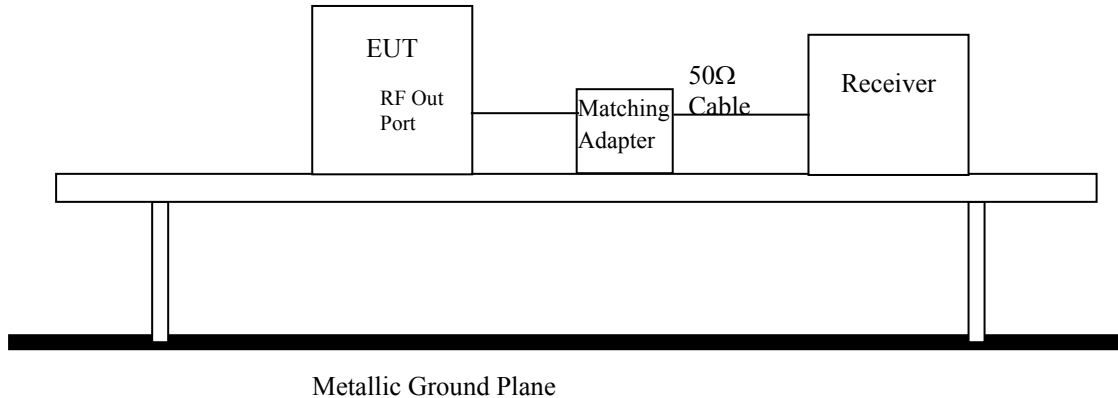 EUT
RF Out
Port
Matching
Adapter
50Ω
Cable
Receiver
Metallic Ground Plane